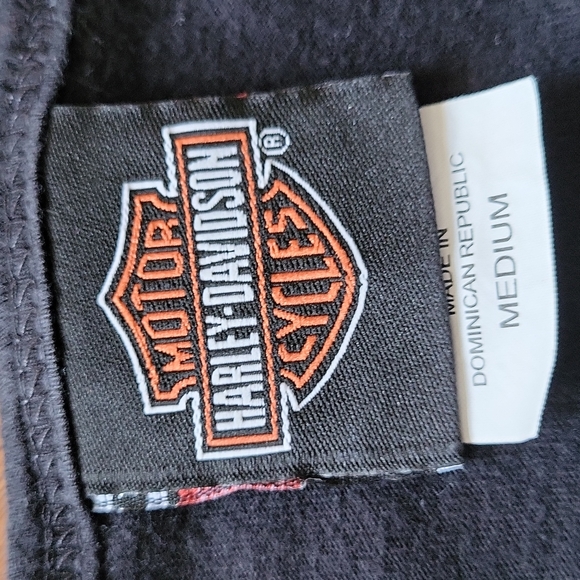 MOTOR
HARLEY-DAVIDSON
CYCLES
®
MADE IN
DOMINICAN REPUBLIC
MEDIUM